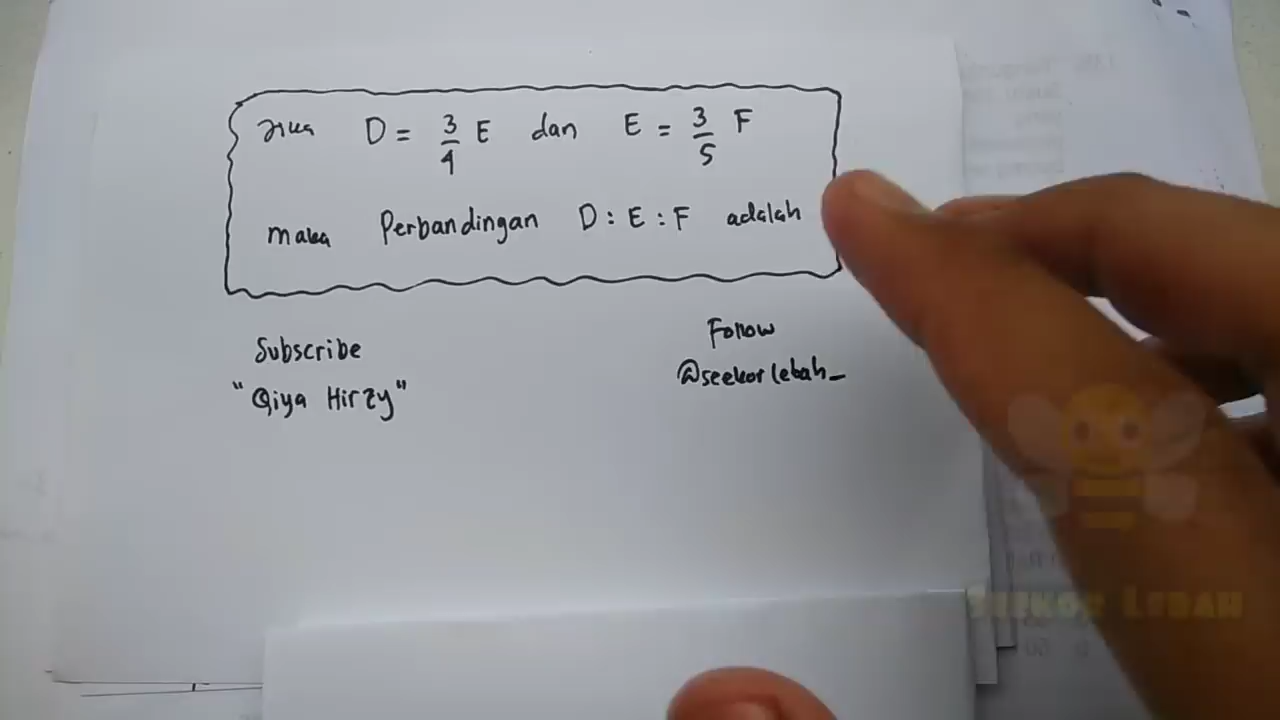 Jika D = 3/4 E dan E = 3/5 F
maka Perbandingan D : E : F adalah
Subscribe
"Qiya Hirzy"
Follow
@seekorlebah_
SEEKOR LEBAH